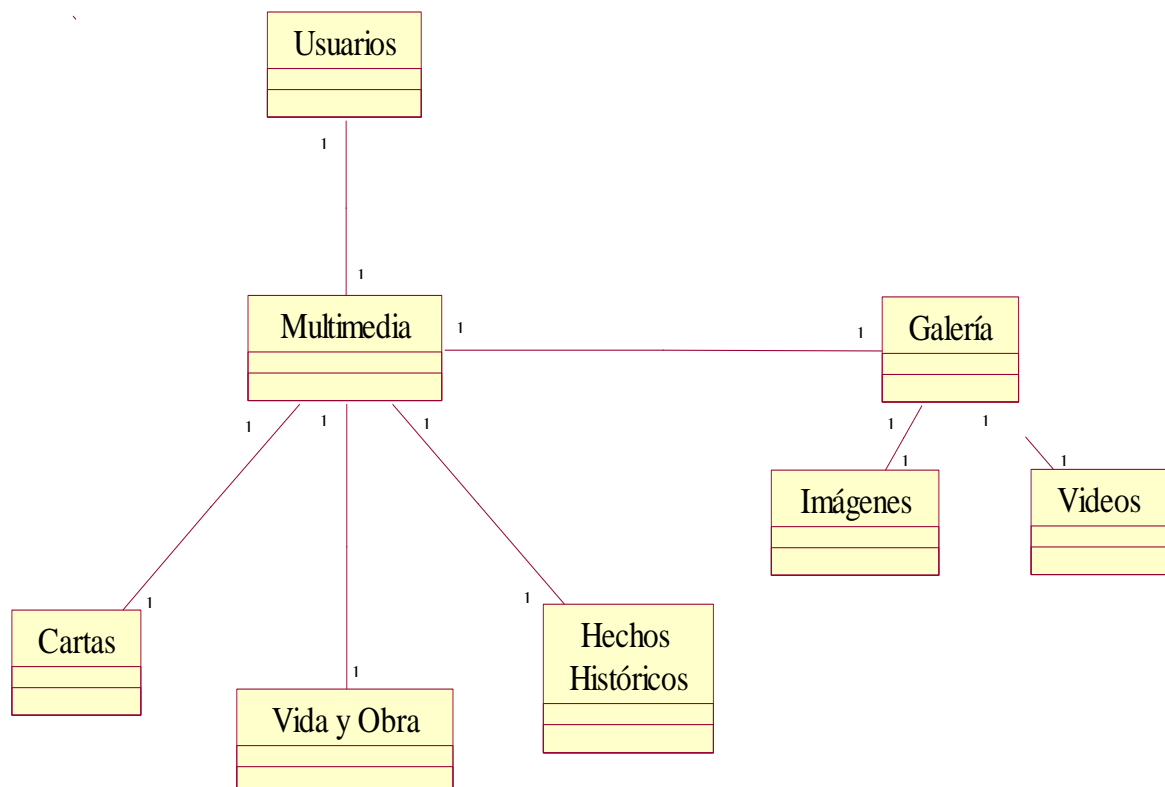 Usuarios
1
1
Multimedia
1
1
Galería
1
1
1
1
1
1
1
Imágenes
Videos
1
1
Cartas
Hechos
Históricos
1
Vida y Obra